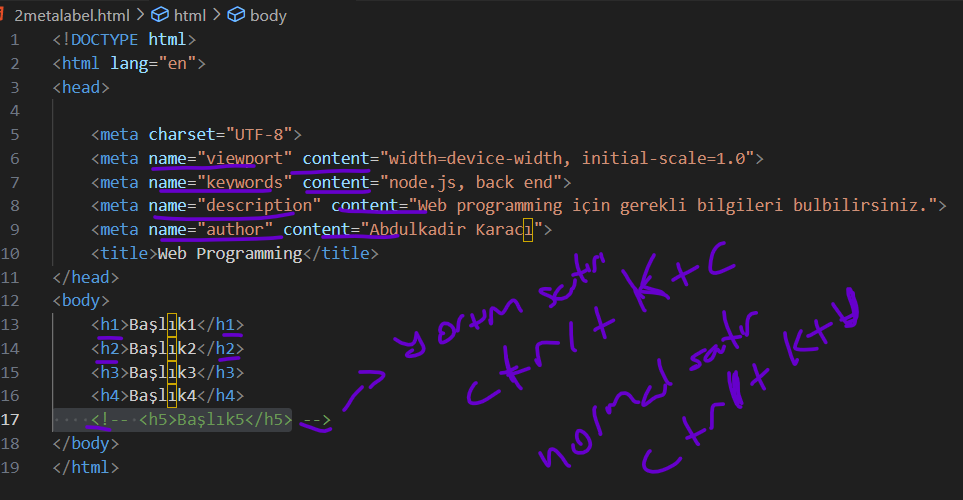 2metalabel.html > html > body
1 <!DOCTYPE html>
2 <html lang="en">
3 <head>
4
5 <meta charset="UTF-8">
6 <meta name="viewport" content="width=device-width, initial-scale=1.0">
7 <meta name="keywords" content="node.js, back end">
8 <meta name="description" content="Web programming için gerekli bilgileri bulbilirsiniz.">
9 <meta name="author" content="Abdulkadir Karacı">
10 <title>Web Programming</title>
11 </head>
12 <body>
13 <h1>Başlık1</h1>
14 <h2>Başlık2</h2>
15 <h3>Başlık3</h3>
16 <h4>Başlık4</h4>
17 <!-- <h5>Başlık5</h5> -->
18 </body>
19 </html>
satır
ctrl + K + C
normal satır
ctrl + K + U